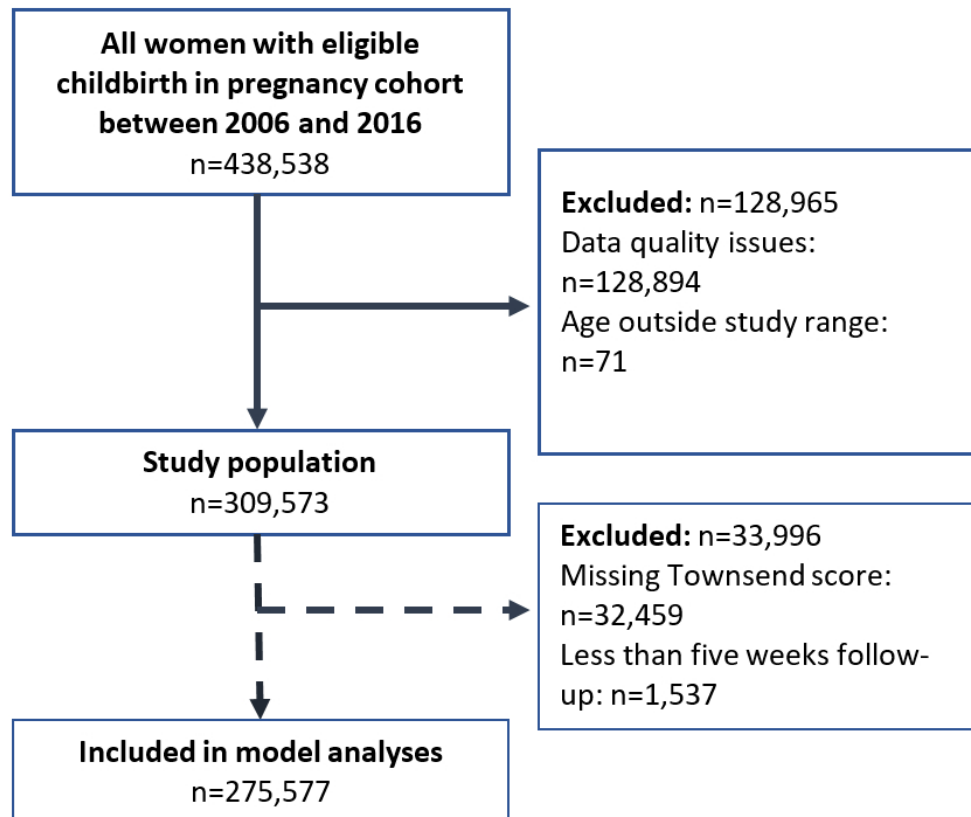 All women with eligible
childbirth in pregnancy cohort
between 2006 and 2016
n=438,538
Excluded: n=128,965
Data quality issues:
n=128,894
Age outside study range:
n=71
Study population
n=309,573
Excluded: n=33,996
Missing Townsend score:
n=32,459
Less than five weeks follow-
up: n=1,537
Included in model analyses
n=275,577